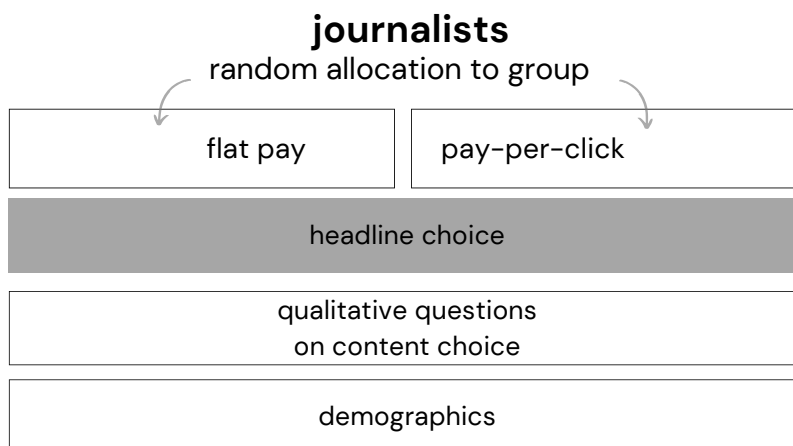 journalists
random allocation to group
flat pay
pay-per-click
headline choice
qualitative questions
on content choice
demographics